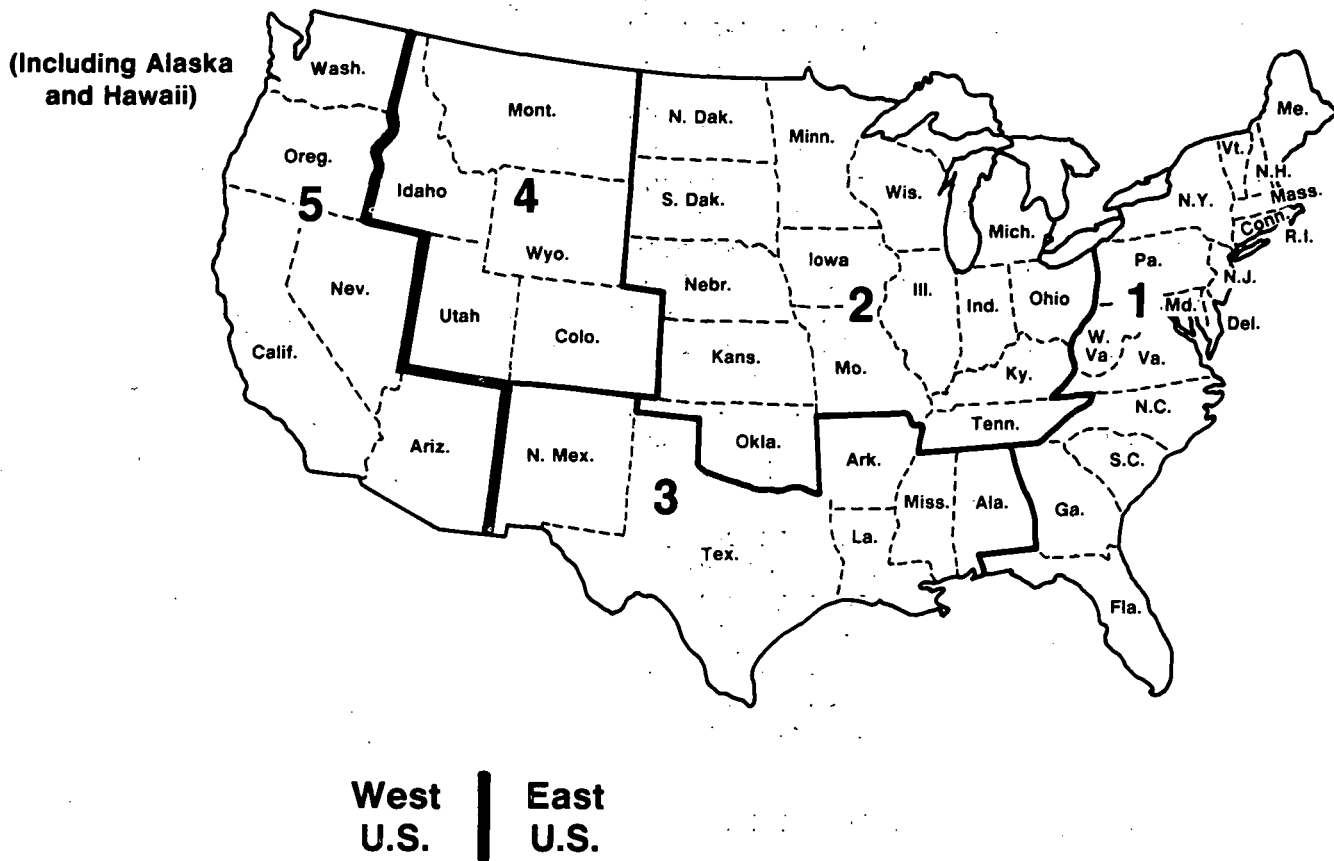 (Including Alaska
and Hawaii)
Wash.
Mont.
N. Dak.
Minn.
Me.
Oreg.
Idaho
4
S. Dak.
Wis.
Vt.
N.H.
5
Wyo.
Mich.
N.Y.
Mass.
Conn.
R.I.
Nev.
Utah
Nebr.
Iowa
2
Ill.
Ind.
Ohio
Pa.
1
N.J.
Md.
Del.
Calif.
Colo.
Kans.
Mo.
Ky.
W.
Va
Va.
Ariz.
N. Mex.
Okla.
Ark.
Tenn.
N.C.
3
S.C.
Tex.
La.
Miss.
Ala.
Ga.
Fla.
West
U.S.
East
U.S.